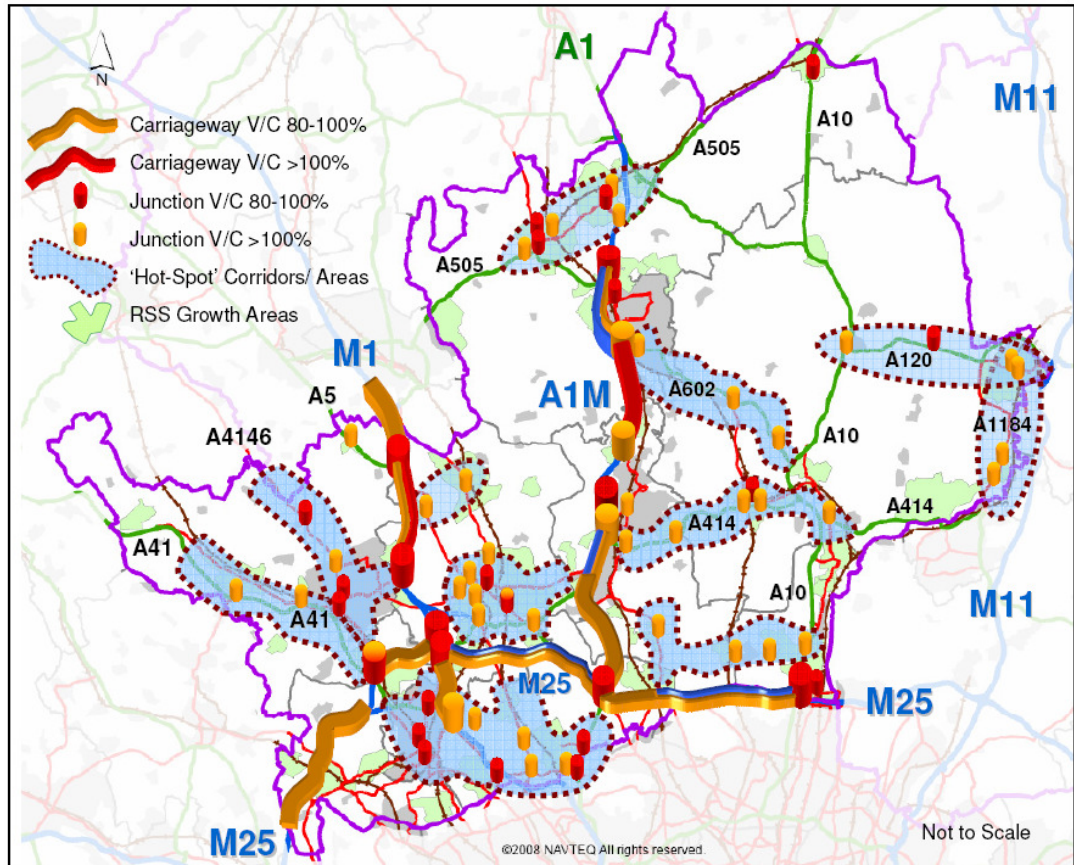 N
Carriageway V/C 80-100%
Carriageway V/C >100%
Junction V/C 80-100%
Junction V/C >100%
'Hot-Spot' Corridors/ Areas
RSS Growth Areas
A1
M11
A10
A505
A505
M1
A5
A1M
A602
A120
A1184
A10
A4146
A41
A414
A414
A41
A10
M11
M25
M25
M25
Not to Scale
©2008 NAVTEQ All rights reserved.